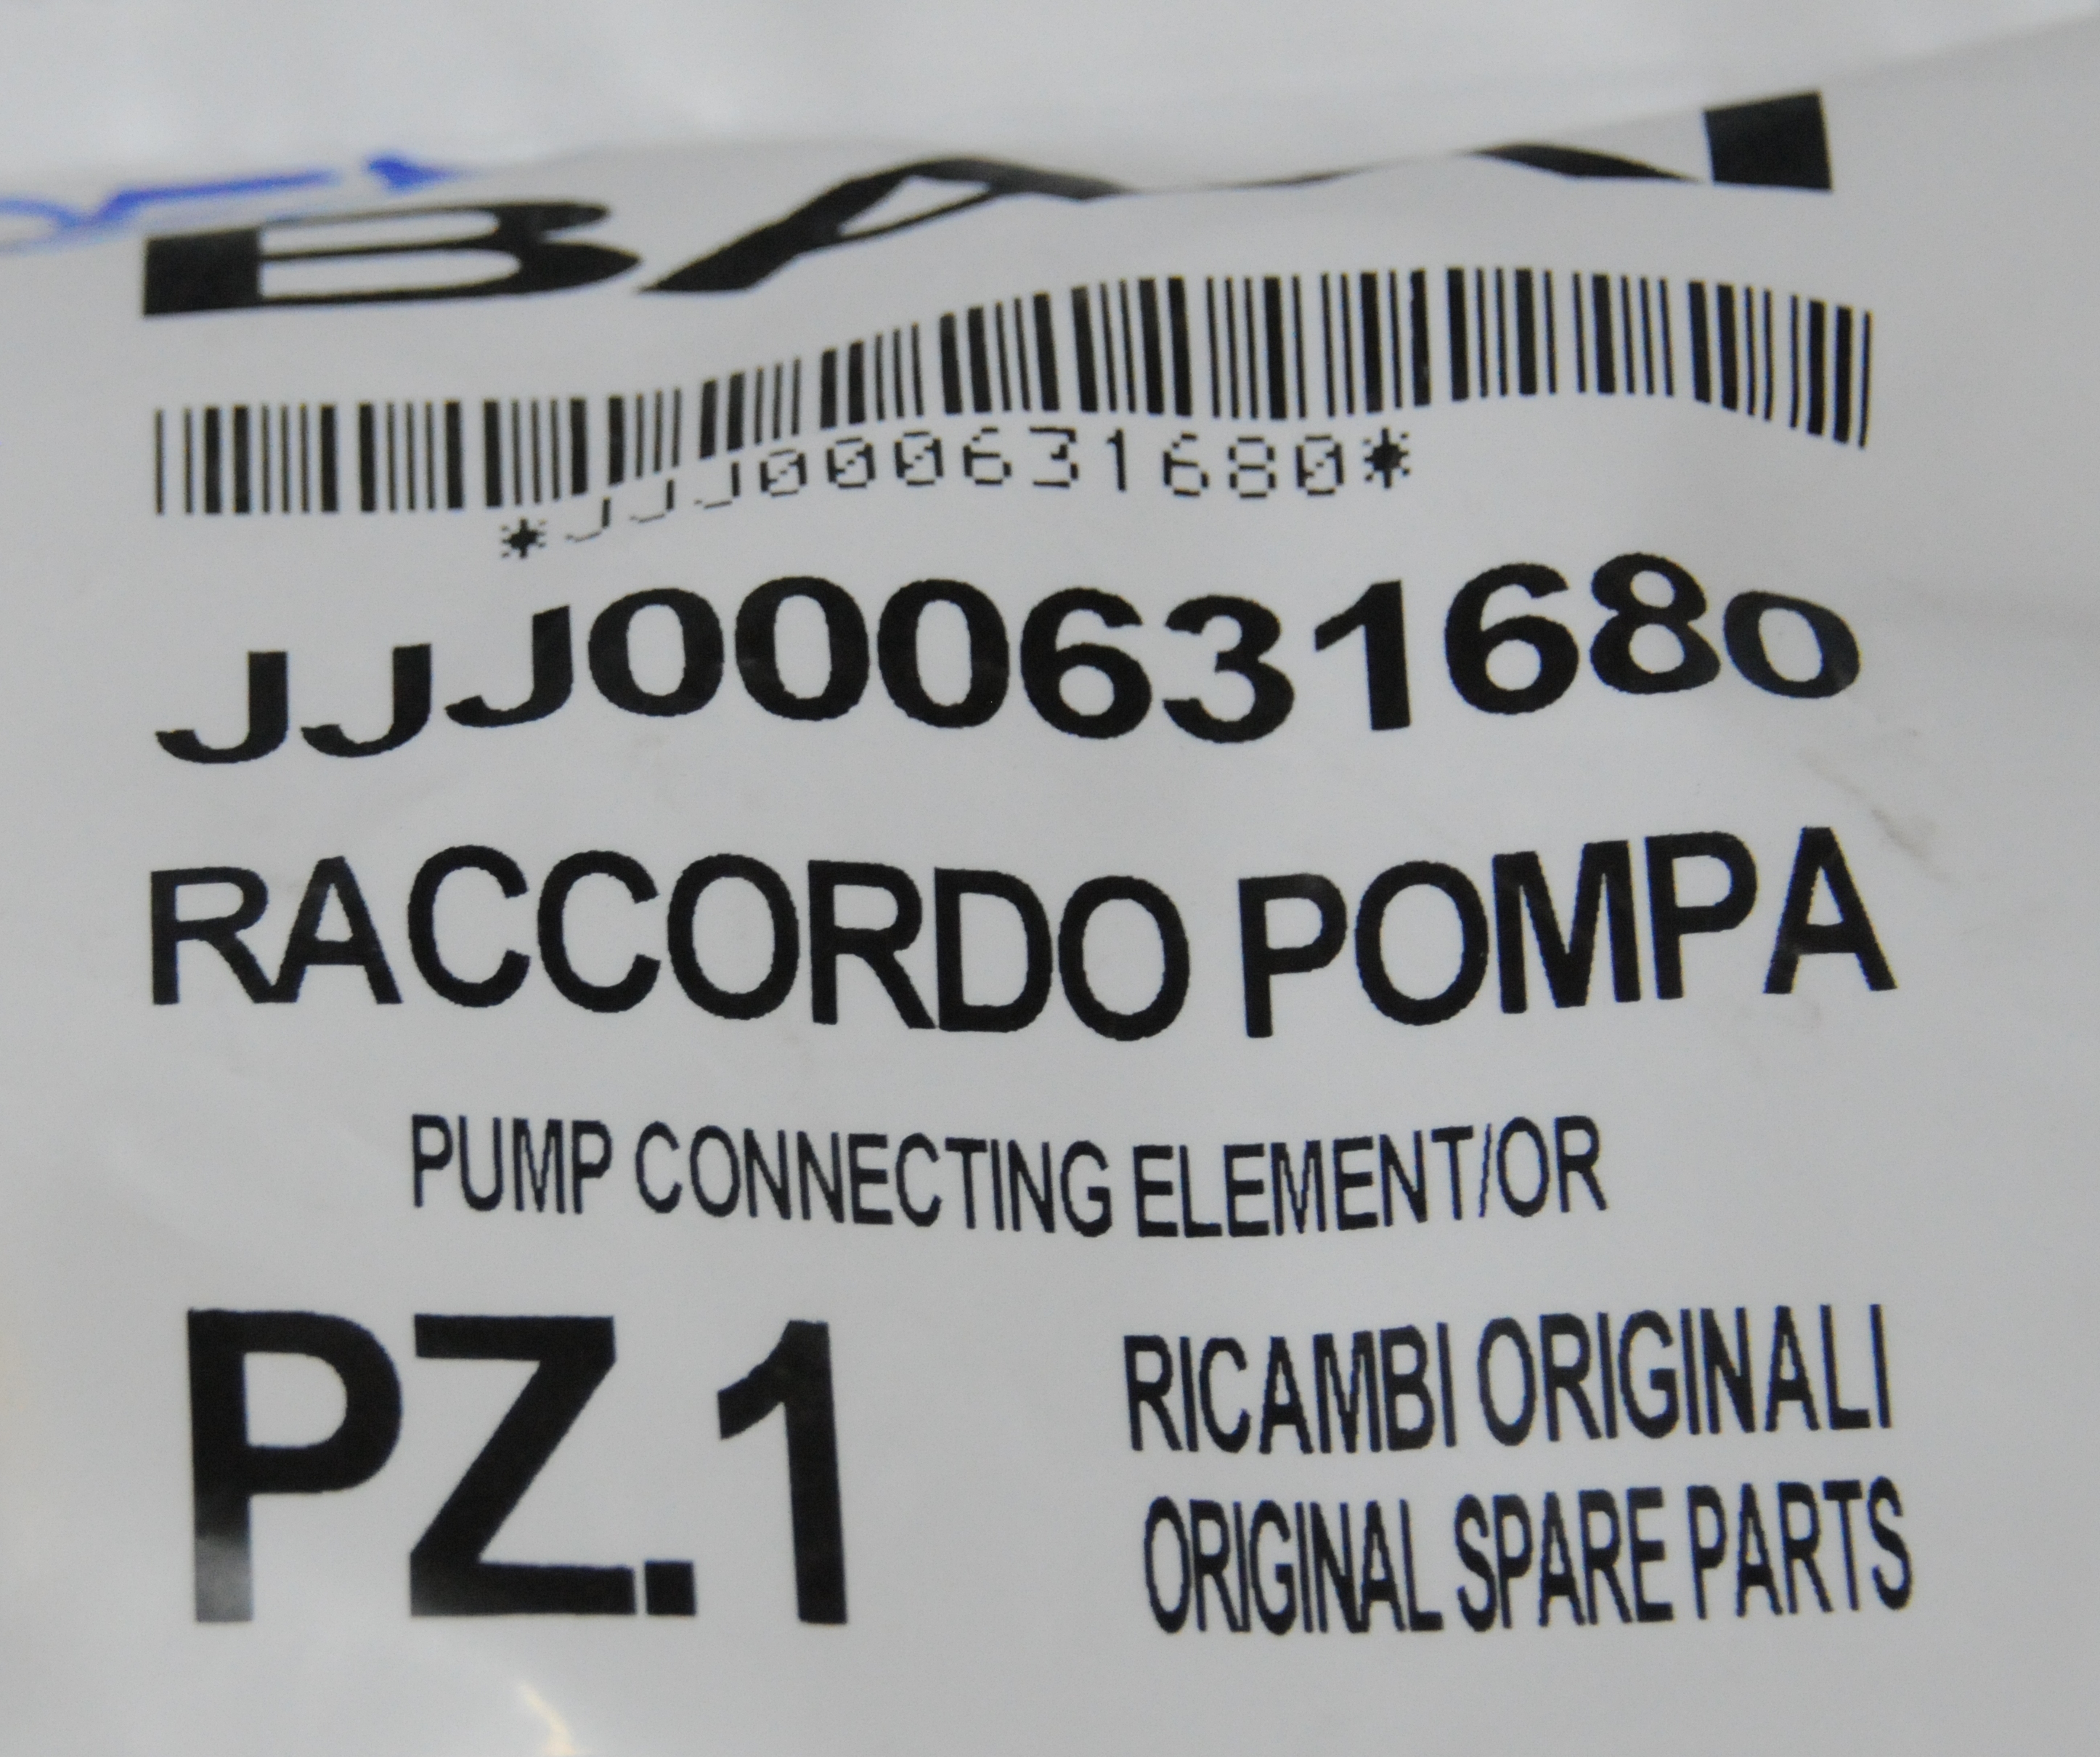 *JJJ000631680*
JJJ000631680
RACCORDO POMPA
PUMP CONNECTING ELEMENT/OR
PZ.1
RICAMBI ORIGINALI
ORIGINAL SPARE PARTS